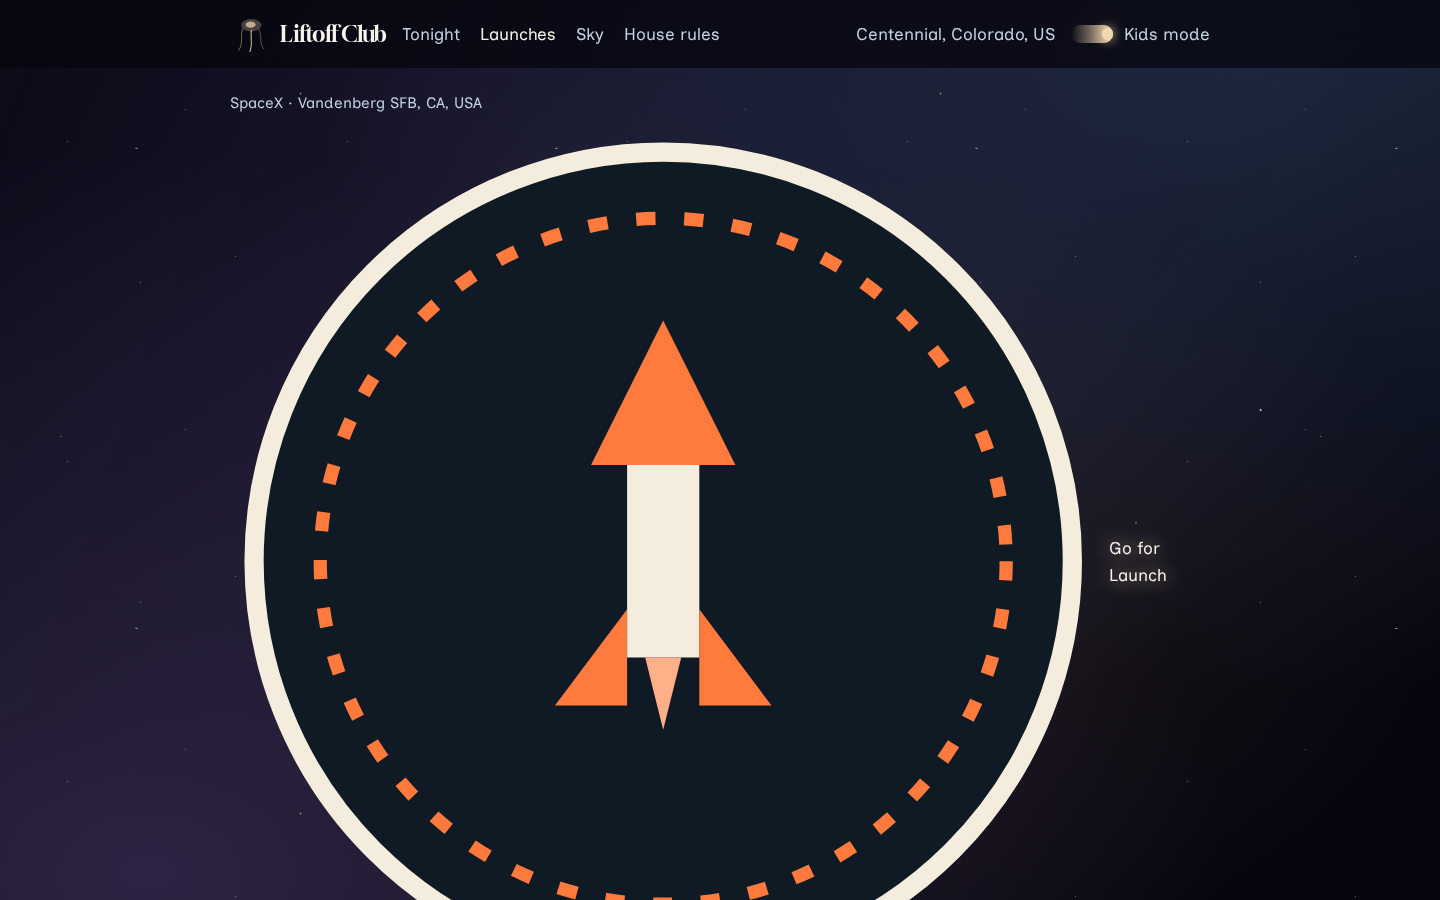 Liftoff Club Tonight Launches Sky House rules Centennial, Colorado, US Kids mode
SpaceX · Vandenberg SFB, CA, USA
Go for
Launch